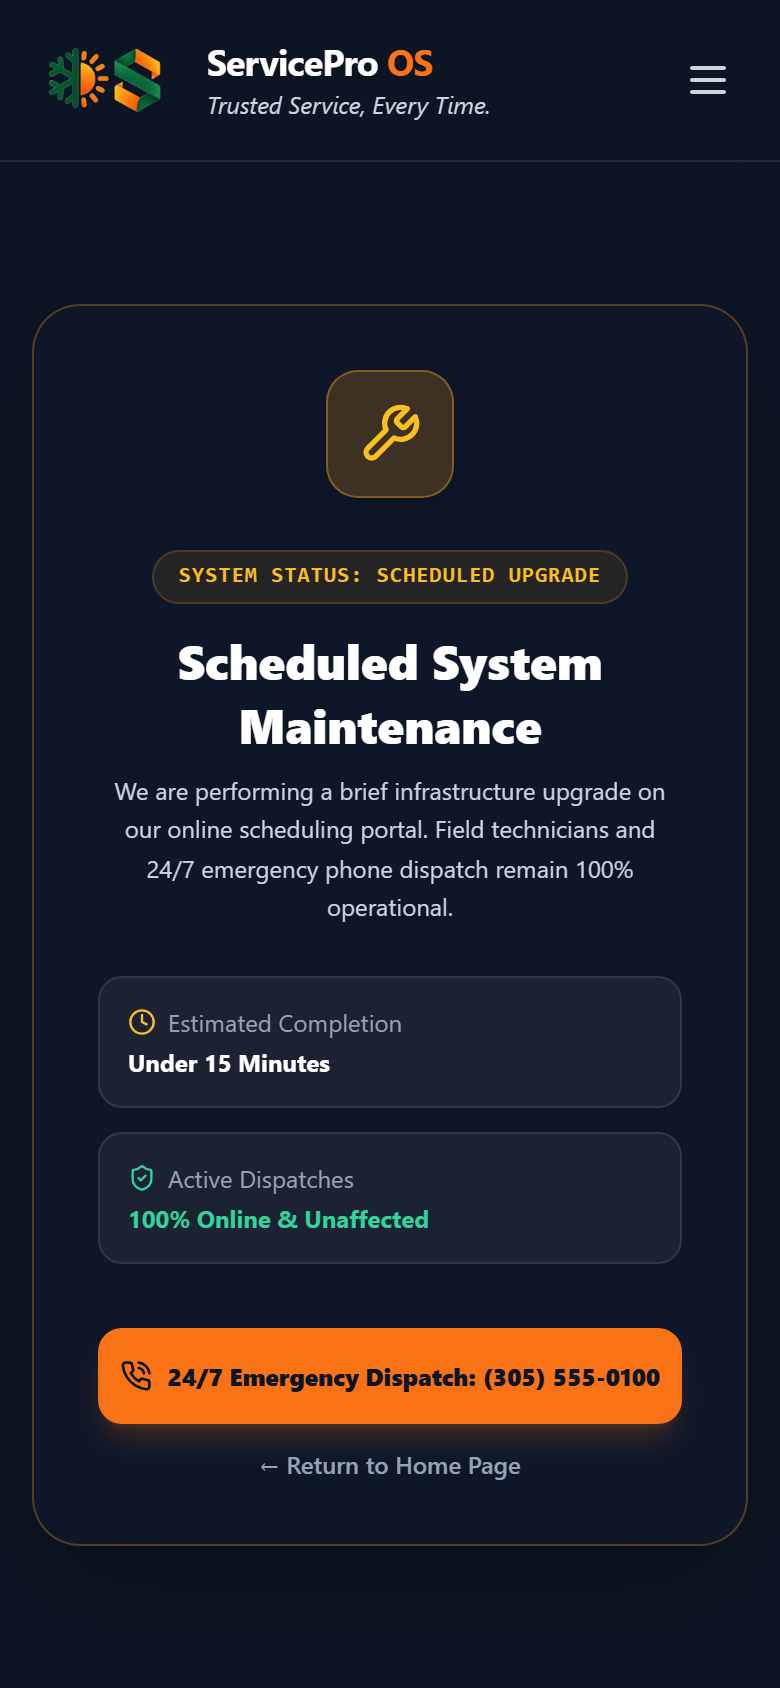 ServicePro OS
Trusted Service, Every Time.
SYSTEM STATUS: SCHEDULED UPGRADE
Scheduled System
Maintenance
We are performing a brief infrastructure upgrade on
our online scheduling portal. Field technicians and
24/7 emergency phone dispatch remain 100%
operational.
Estimated Completion
Under 15 Minutes
Active Dispatches
100% Online & Unaffected
24/7 Emergency Dispatch: (305) 555-0100
← Return to Home Page